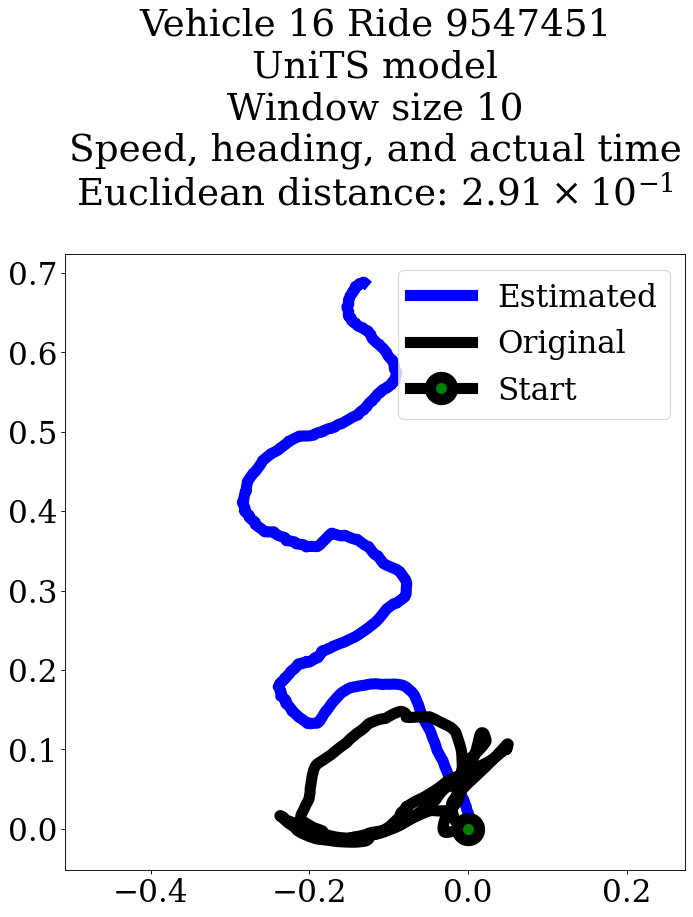 Vehicle 16 Ride 9547451
UniTS model
Window size 10
Speed, heading, and actual time
Euclidean distance: 2.91 × 10⁻¹
0.7
0.6
0.5
0.4
0.3
0.2
0.1
0.0
Estimated
Original
Start
−0.4
−0.2
0.0
0.2